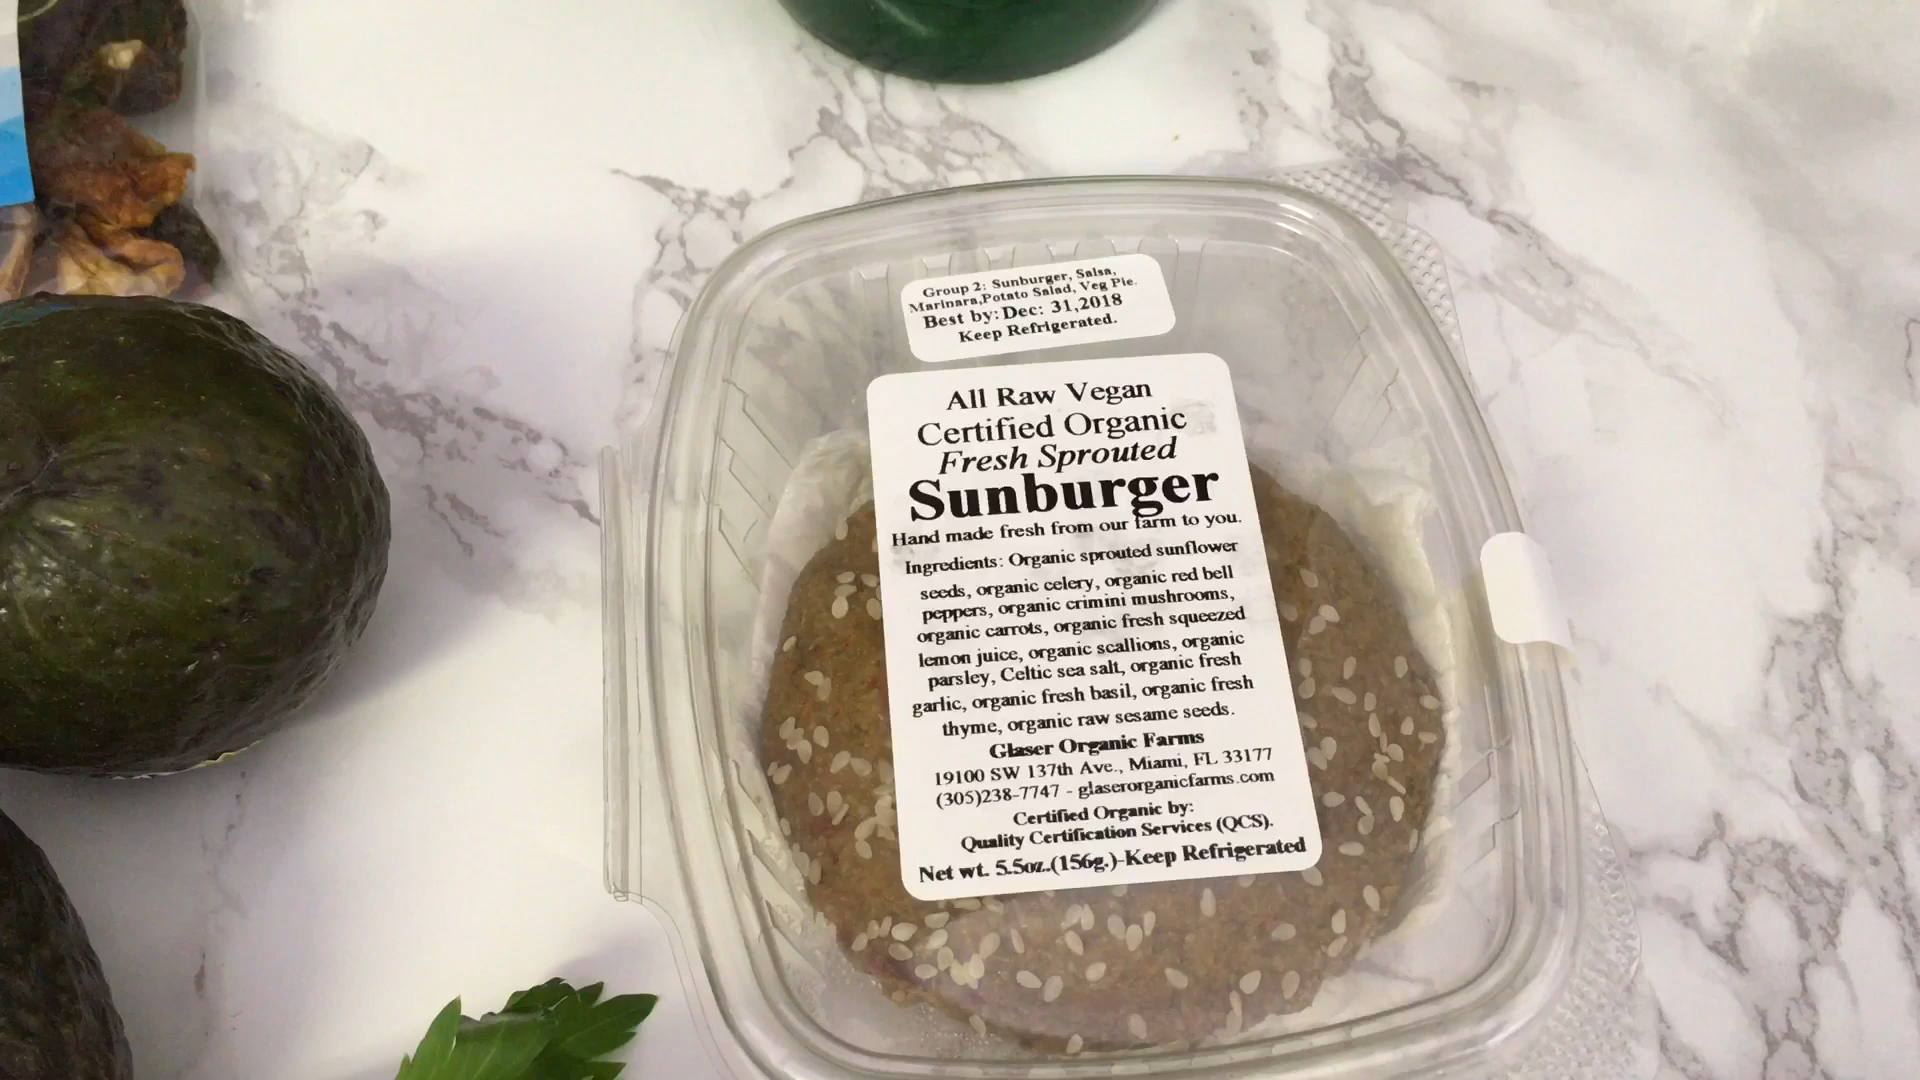 Group 2: Sunburger, Salsa,
Marinara,Potato Salad, Veg Pie.
Best by: Dec: 31,2018
Keep Refrigerated.
All Raw Vegan
Certified Organic
Fresh Sprouted
Sunburger
Hand made fresh from our farm to you.
Ingredients: Organic sprouted sunflower
seeds, organic celery, organic red bell
peppers, organic crimini mushrooms,
organic carrots, organic fresh squeezed
lemon juice, organic scallions, organic
parsley, Celtic sea salt, organic fresh
garlic, organic fresh basil, organic fresh
thyme, organic raw sesame seeds.
Glaser Organic Farms
19100 SW 137th Ave., Miami, FL 33177
(305)238-7747 - glaserorganicfarms.com
Certified Organic by:
Quality Certification Services (QCS).
Net wt. 5.5oz.(156g.)-Keep Refrigerated